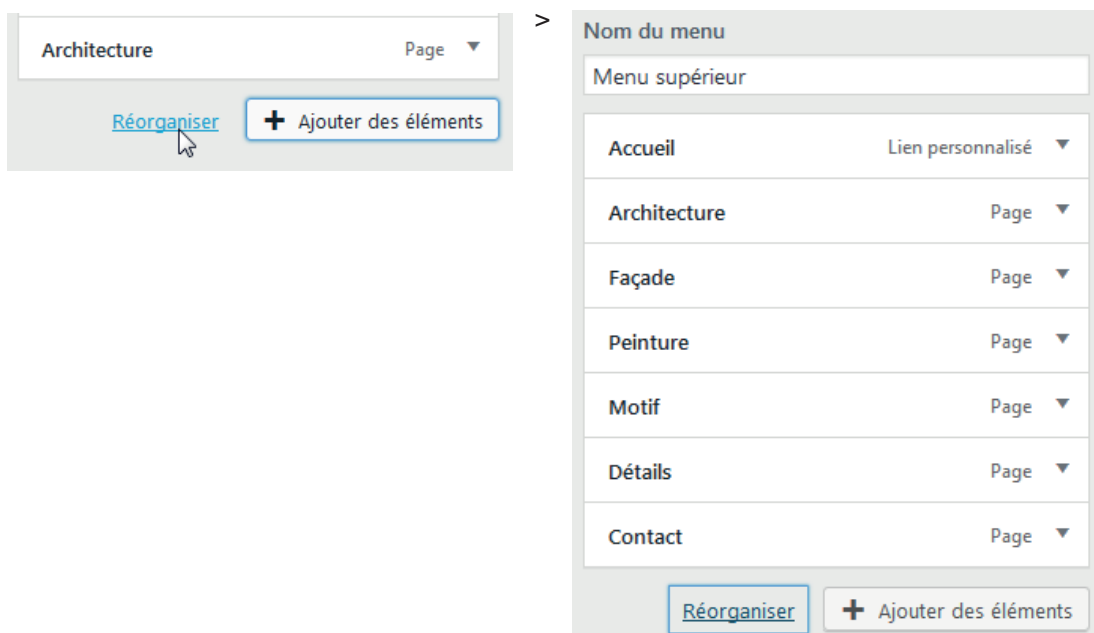 Architecture Page
Réorganiser + Ajouter des éléments
>
Nom du menu
Menu supérieur
Accueil Lien personnalisé
Architecture Page
Façade Page
Peinture Page
Motif Page
Détails Page
Contact Page
Réorganiser + Ajouter des éléments